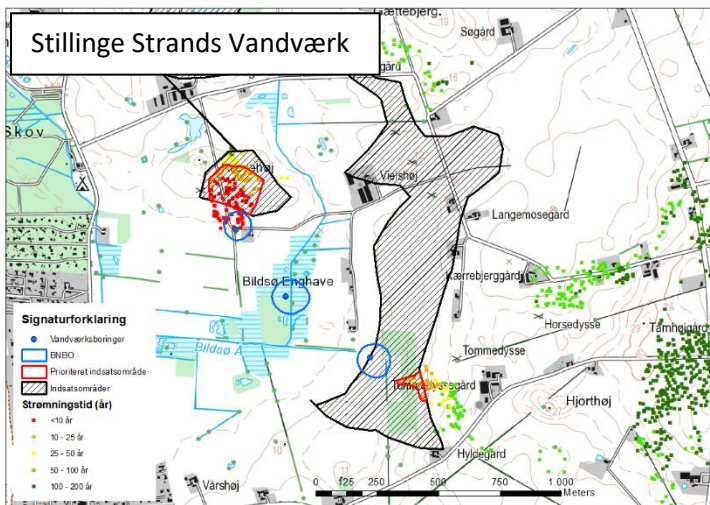 Stillinge Strands Vandværk
Gættebjerg.
Søgård
Skov
Vielshøj
Langemosegård
Kærrebjerggård
Bildsø Enghave
Horsedysse
Tårnhøjgård
Bildsø Å
Tommedysse
Hjorthøj
Hyldegård
Vårshøj
Signaturforklaring
Vandværksboringer
BNBO
Prioriteret indsatsområde
Indsatsområder
Strømningstid (år)
<10 år
10 - 25 år
25 - 50 år
50 - 100 år
100 - 200 år
0 125 250 500 750 1.000
Meters